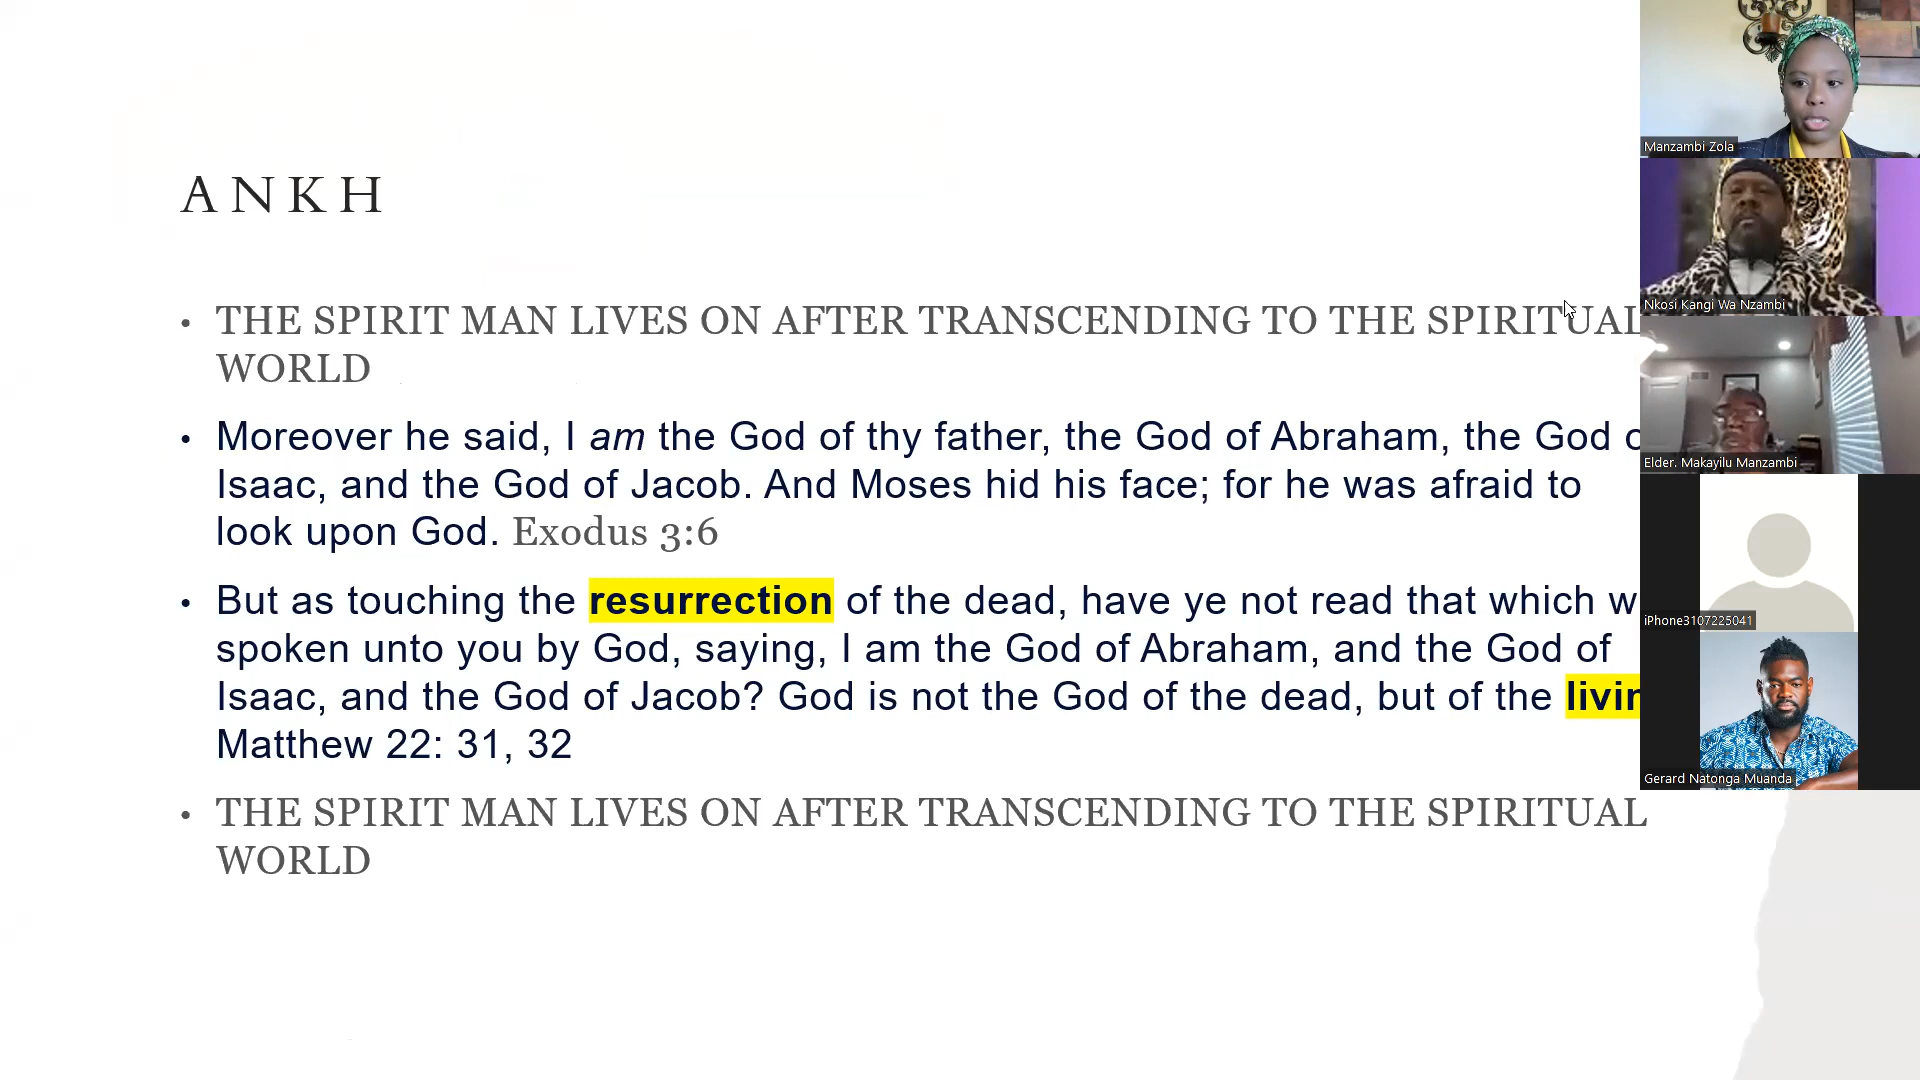 ANKH
• THE SPIRIT MAN LIVES ON AFTER TRANSCENDING TO THE SPIRITUAL
WORLD
• Moreover he said, I am the God of thy father, the God of Abraham, the God
Isaac, and the God of Jacob. And Moses hid his face; for he was afraid to
look upon God. Exodus 3:6
• But as touching the resurrection of the dead, have ye not read that which
spoken unto you by God, saying, I am the God of Abraham, and the God of
Isaac, and the God of Jacob? God is not the God of the dead, but of the
Matthew 22: 31, 32
• THE SPIRIT MAN LIVES ON AFTER TRANSCENDING TO THE SPIRITUAL
WORLD
Manzambi Zola
Nkosi Kangi Wa Nzambi
Elder. Makayilu Manzambi
iPhone3107225041
Gerard Natonga Muanda